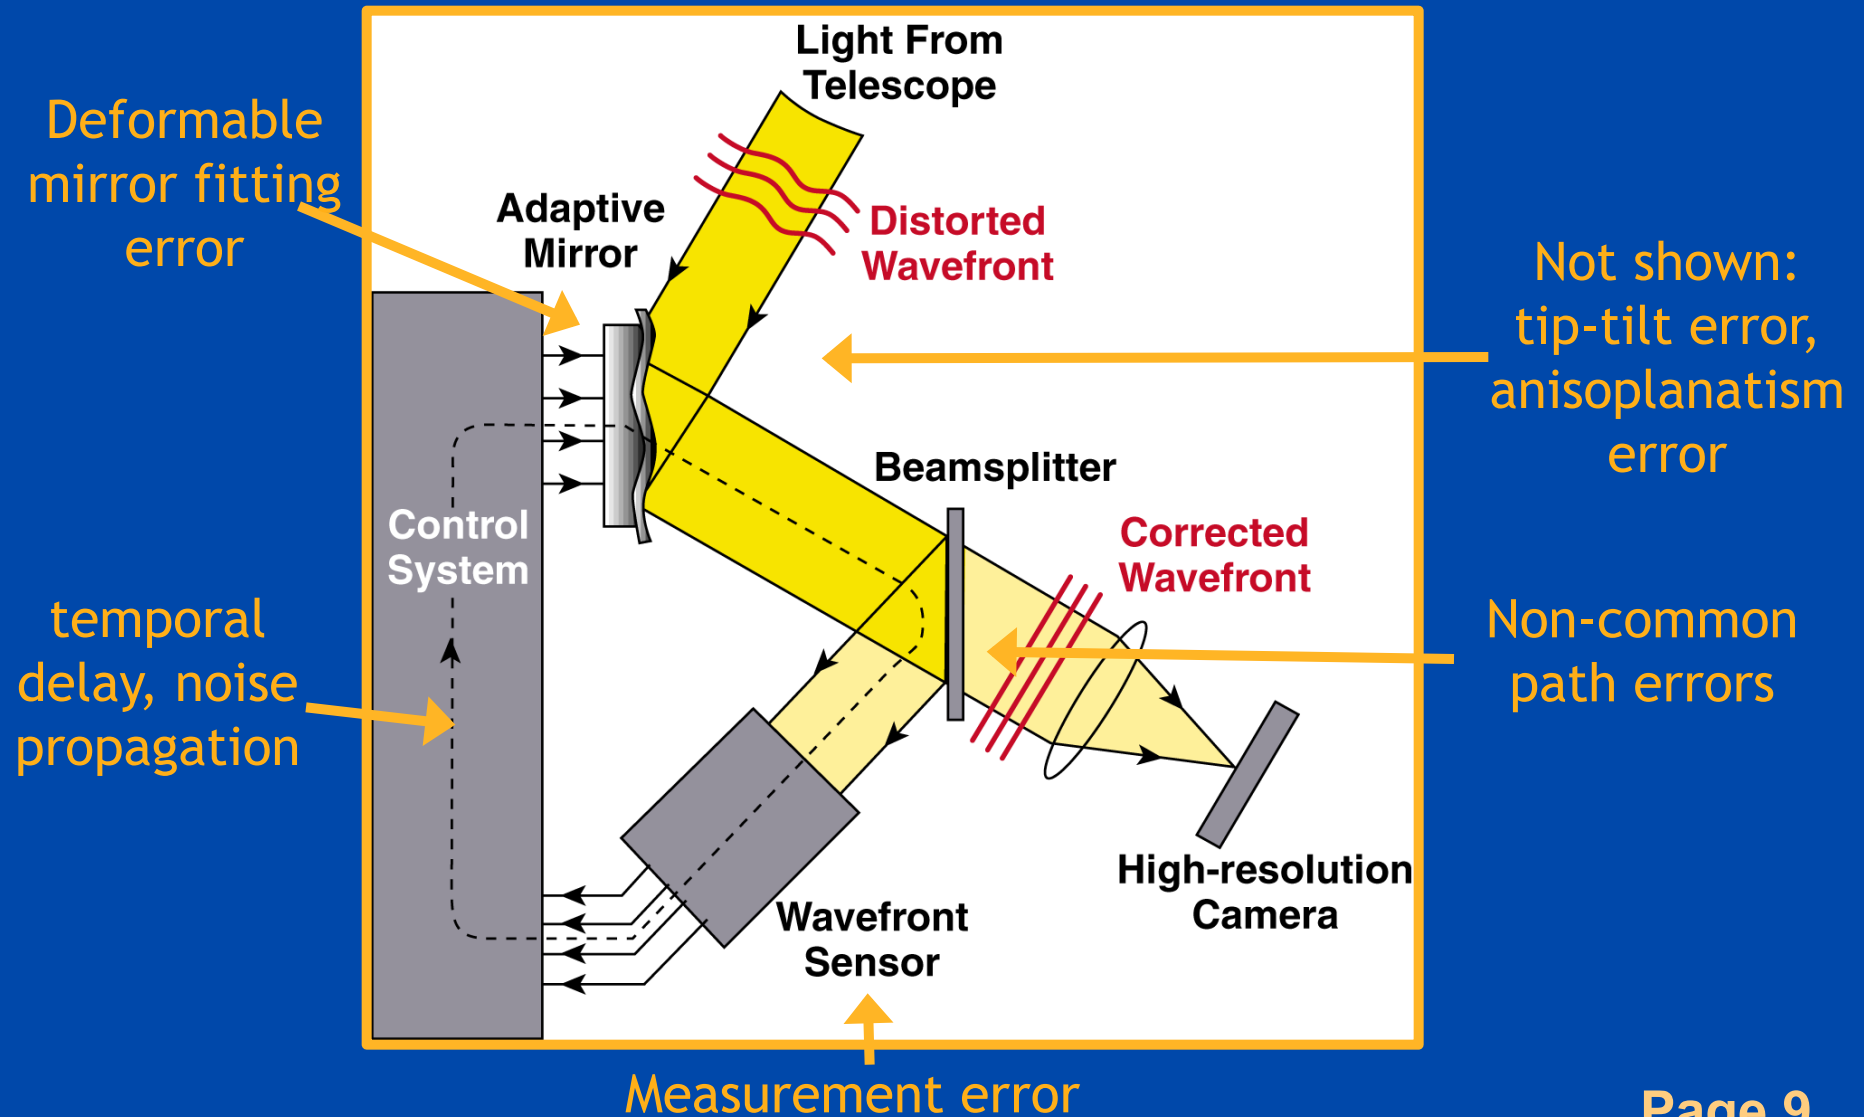 Light From
Telescope
Deformable
mirror fitting
error
Adaptive
Mirror
Distorted
Wavefront
Not shown:
tip-tilt error,
anisoplanatism
error
Beamsplitter
Control
System
Corrected
Wavefront
temporal
delay, noise
propagation
Non-common
path errors
High-resolution
Camera
Wavefront
Sensor
Measurement error
Page 9